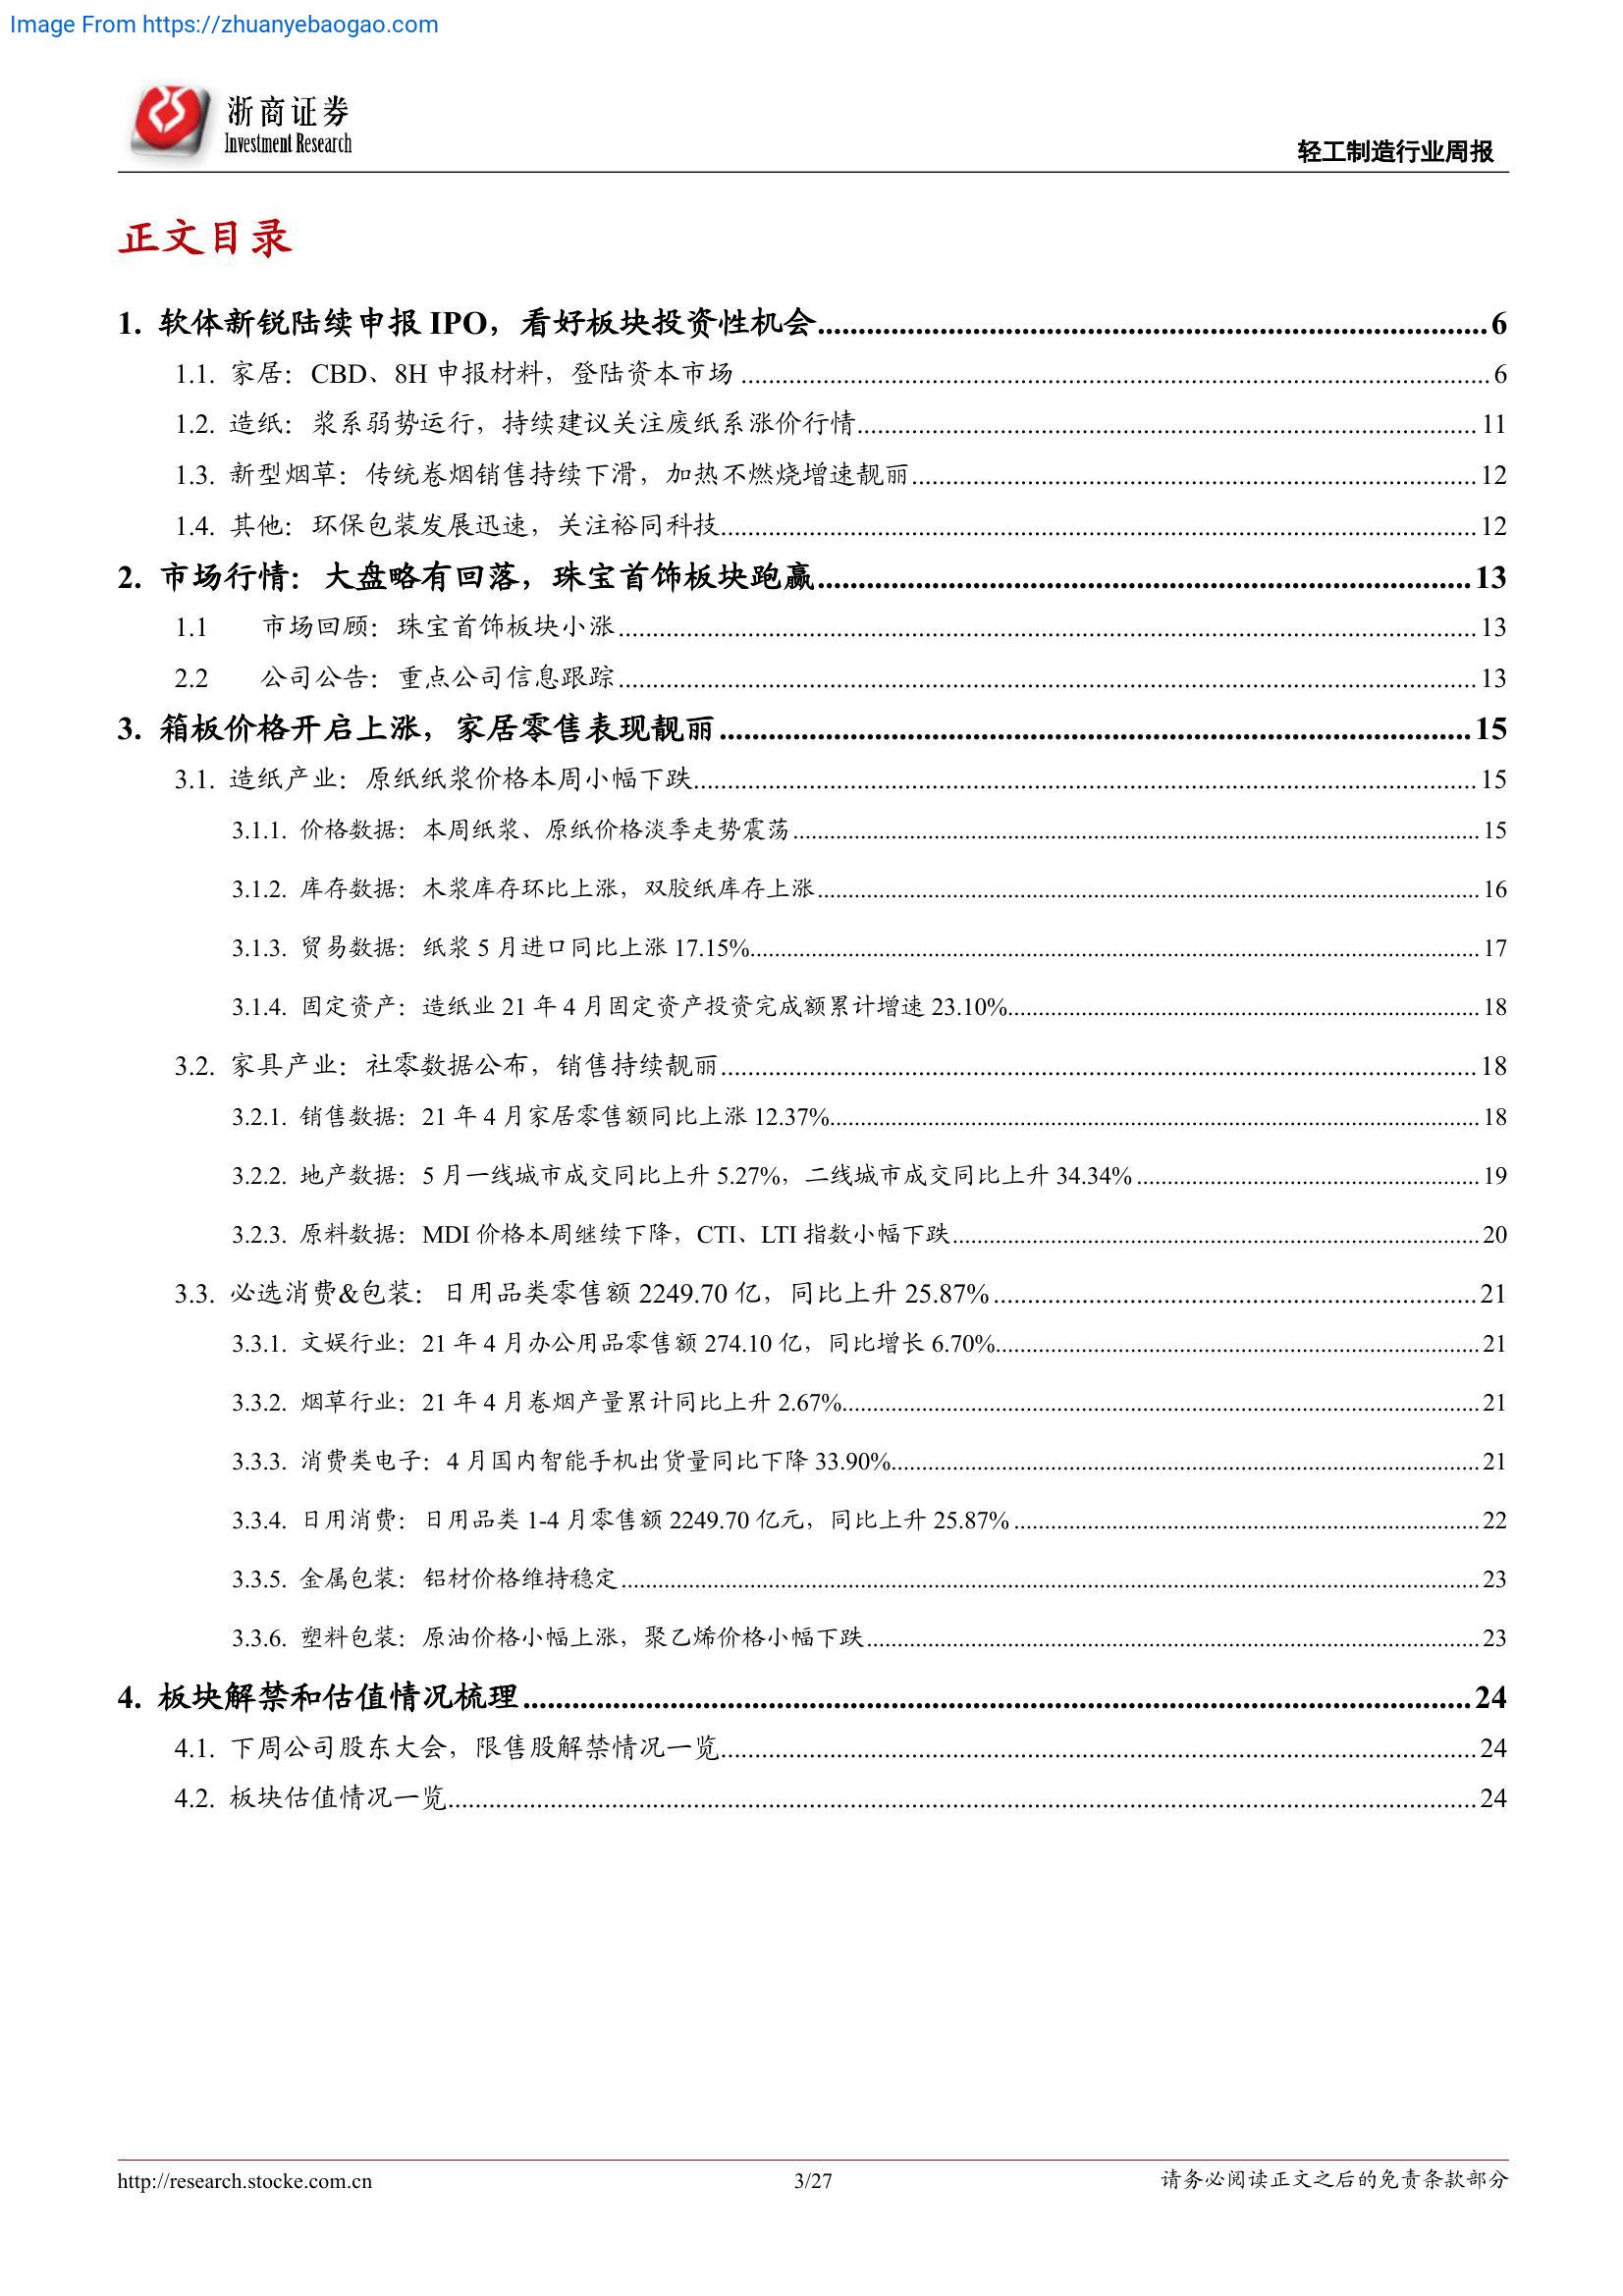 Image From https://zhuanyebaogao.com
浙商证券
Investment Research
轻工制造行业周报
正文目录
1. 软体新锐陆续申报 IPO，看好板块投资性机会 6
1.1. 家居：CBD、8H 申报材料，登陆资本市场 6
1.2. 造纸：浆系弱势运行，持续建议关注废纸系涨价行情 11
1.3. 新型烟草：传统卷烟销售持续下滑，加热不燃烧增速靓丽 12
1.4. 其他：环保包装发展迅速，关注裕同科技 12
2. 市场行情：大盘略有回落，珠宝首饰板块跑赢 13
1.1 市场回顾：珠宝首饰板块小涨 13
2.2 公司公告：重点公司信息跟踪 13
3. 箱板价格开启上涨，家居零售表现靓丽 15
3.1. 造纸产业：原纸纸浆价格本周小幅下跌 15
3.1.1. 价格数据：本周纸浆、原纸价格淡季走势震荡 15
3.1.2. 库存数据：木浆库存环比上涨，双胶纸库存上涨 16
3.1.3. 贸易数据：纸浆 5 月进口同比上涨 17.15% 17
3.1.4. 固定资产：造纸业 21 年 4 月固定资产投资完成额累计增速 23.10% 18
3.2. 家具产业：社零数据公布，销售持续靓丽 18
3.2.1. 销售数据：21 年 4 月家居零售额同比上涨 12.37% 18
3.2.2. 地产数据：5 月一线城市成交同比上升 5.27%，二线城市成交同比上升 34.34% 19
3.2.3. 原料数据：MDI 价格本周继续下降，CTI、LTI 指数小幅下跌 20
3.3. 必选消费&包装：日用品类零售额 2249.70 亿，同比上升 25.87% 21
3.3.1. 文娱行业：21 年 4 月办公用品零售额 274.10 亿，同比增长 6.70% 21
3.3.2. 烟草行业：21 年 4 月卷烟产量累计同比上升 2.67% 21
3.3.3. 消费类电子：4 月国内智能手机出货量同比下降 33.90% 21
3.3.4. 日用消费：日用品类 1-4 月零售额 2249.70 亿元，同比上升 25.87% 22
3.3.5. 金属包装：铝材价格维持稳定 23
3.3.6. 塑料包装：原油价格小幅上涨，聚乙烯价格小幅下跌 23
4. 板块解禁和估值情况梳理 24
4.1. 下周公司股东大会，限售股解禁情况一览 24
4.2. 板块估值情况一览 24
http://research.stocke.com.cn 3/27 请务必阅读正文之后的免责条款部分